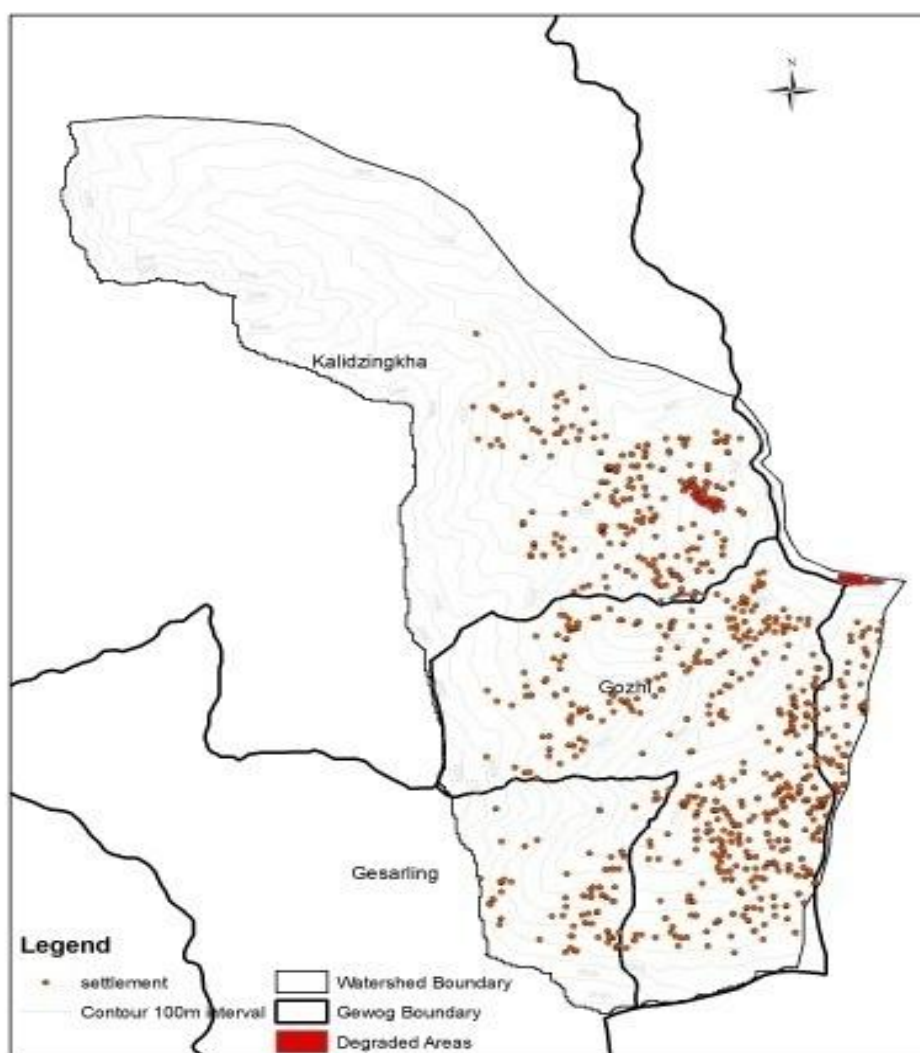 N
Kalidzingkha
Gozhi
Gesarling
Legend
settlement
Contour 100m interval
Watershed Boundary
Gewog Boundary
Degraded Areas